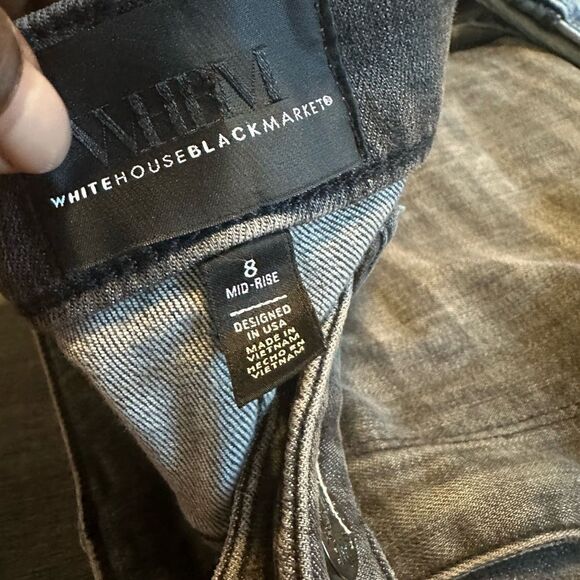 WHBM
WHITEHOUSEBLACKMARKET®
8
MID-RISE
DESIGNED
IN USA
MADE IN
VIETNAM
HECHO EN
VIETNAM